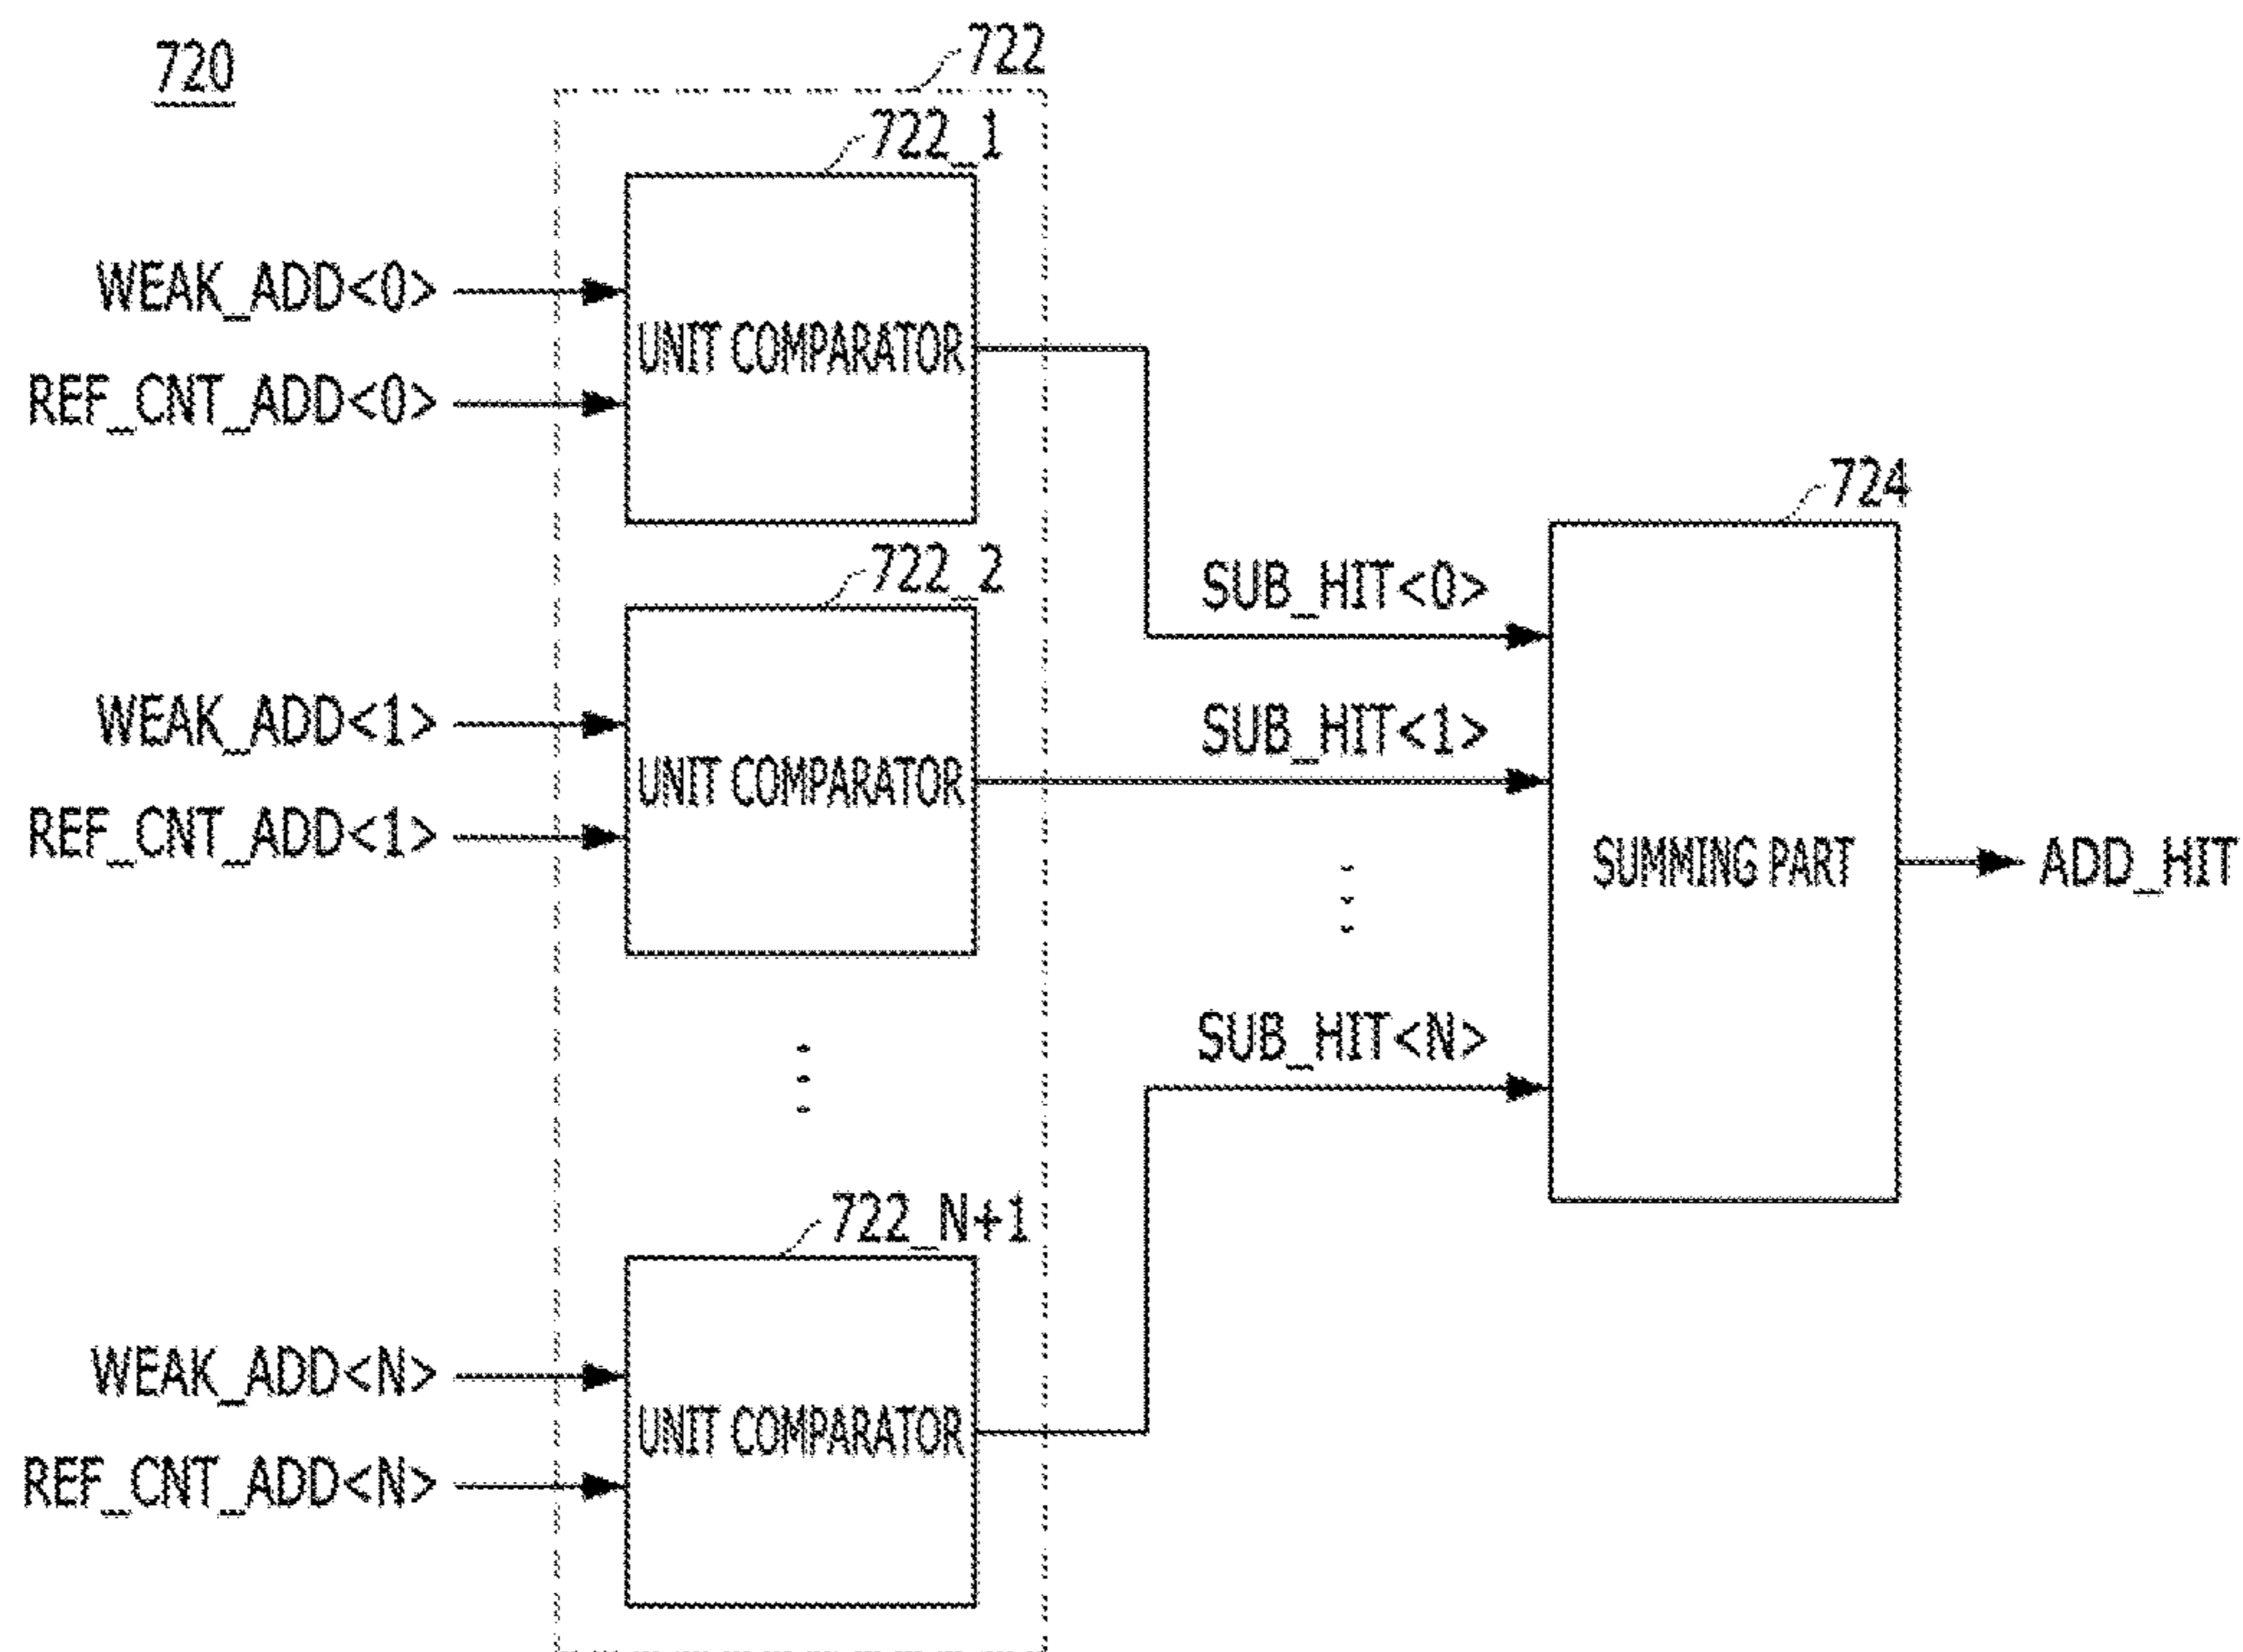 720
722
722_1
WEAK_ADD<0>
REF_CNT_ADD<0>
UNIT COMPARATOR
722_2
WEAK_ADD<1>
REF_CNT_ADD<1>
UNIT COMPARATOR
722_N+1
WEAK_ADD<N>
REF_CNT_ADD<N>
UNIT COMPARATOR
SUB_HIT<0>
SUB_HIT<1>
SUB_HIT<N>
724
SUMMING PART
ADD_HIT